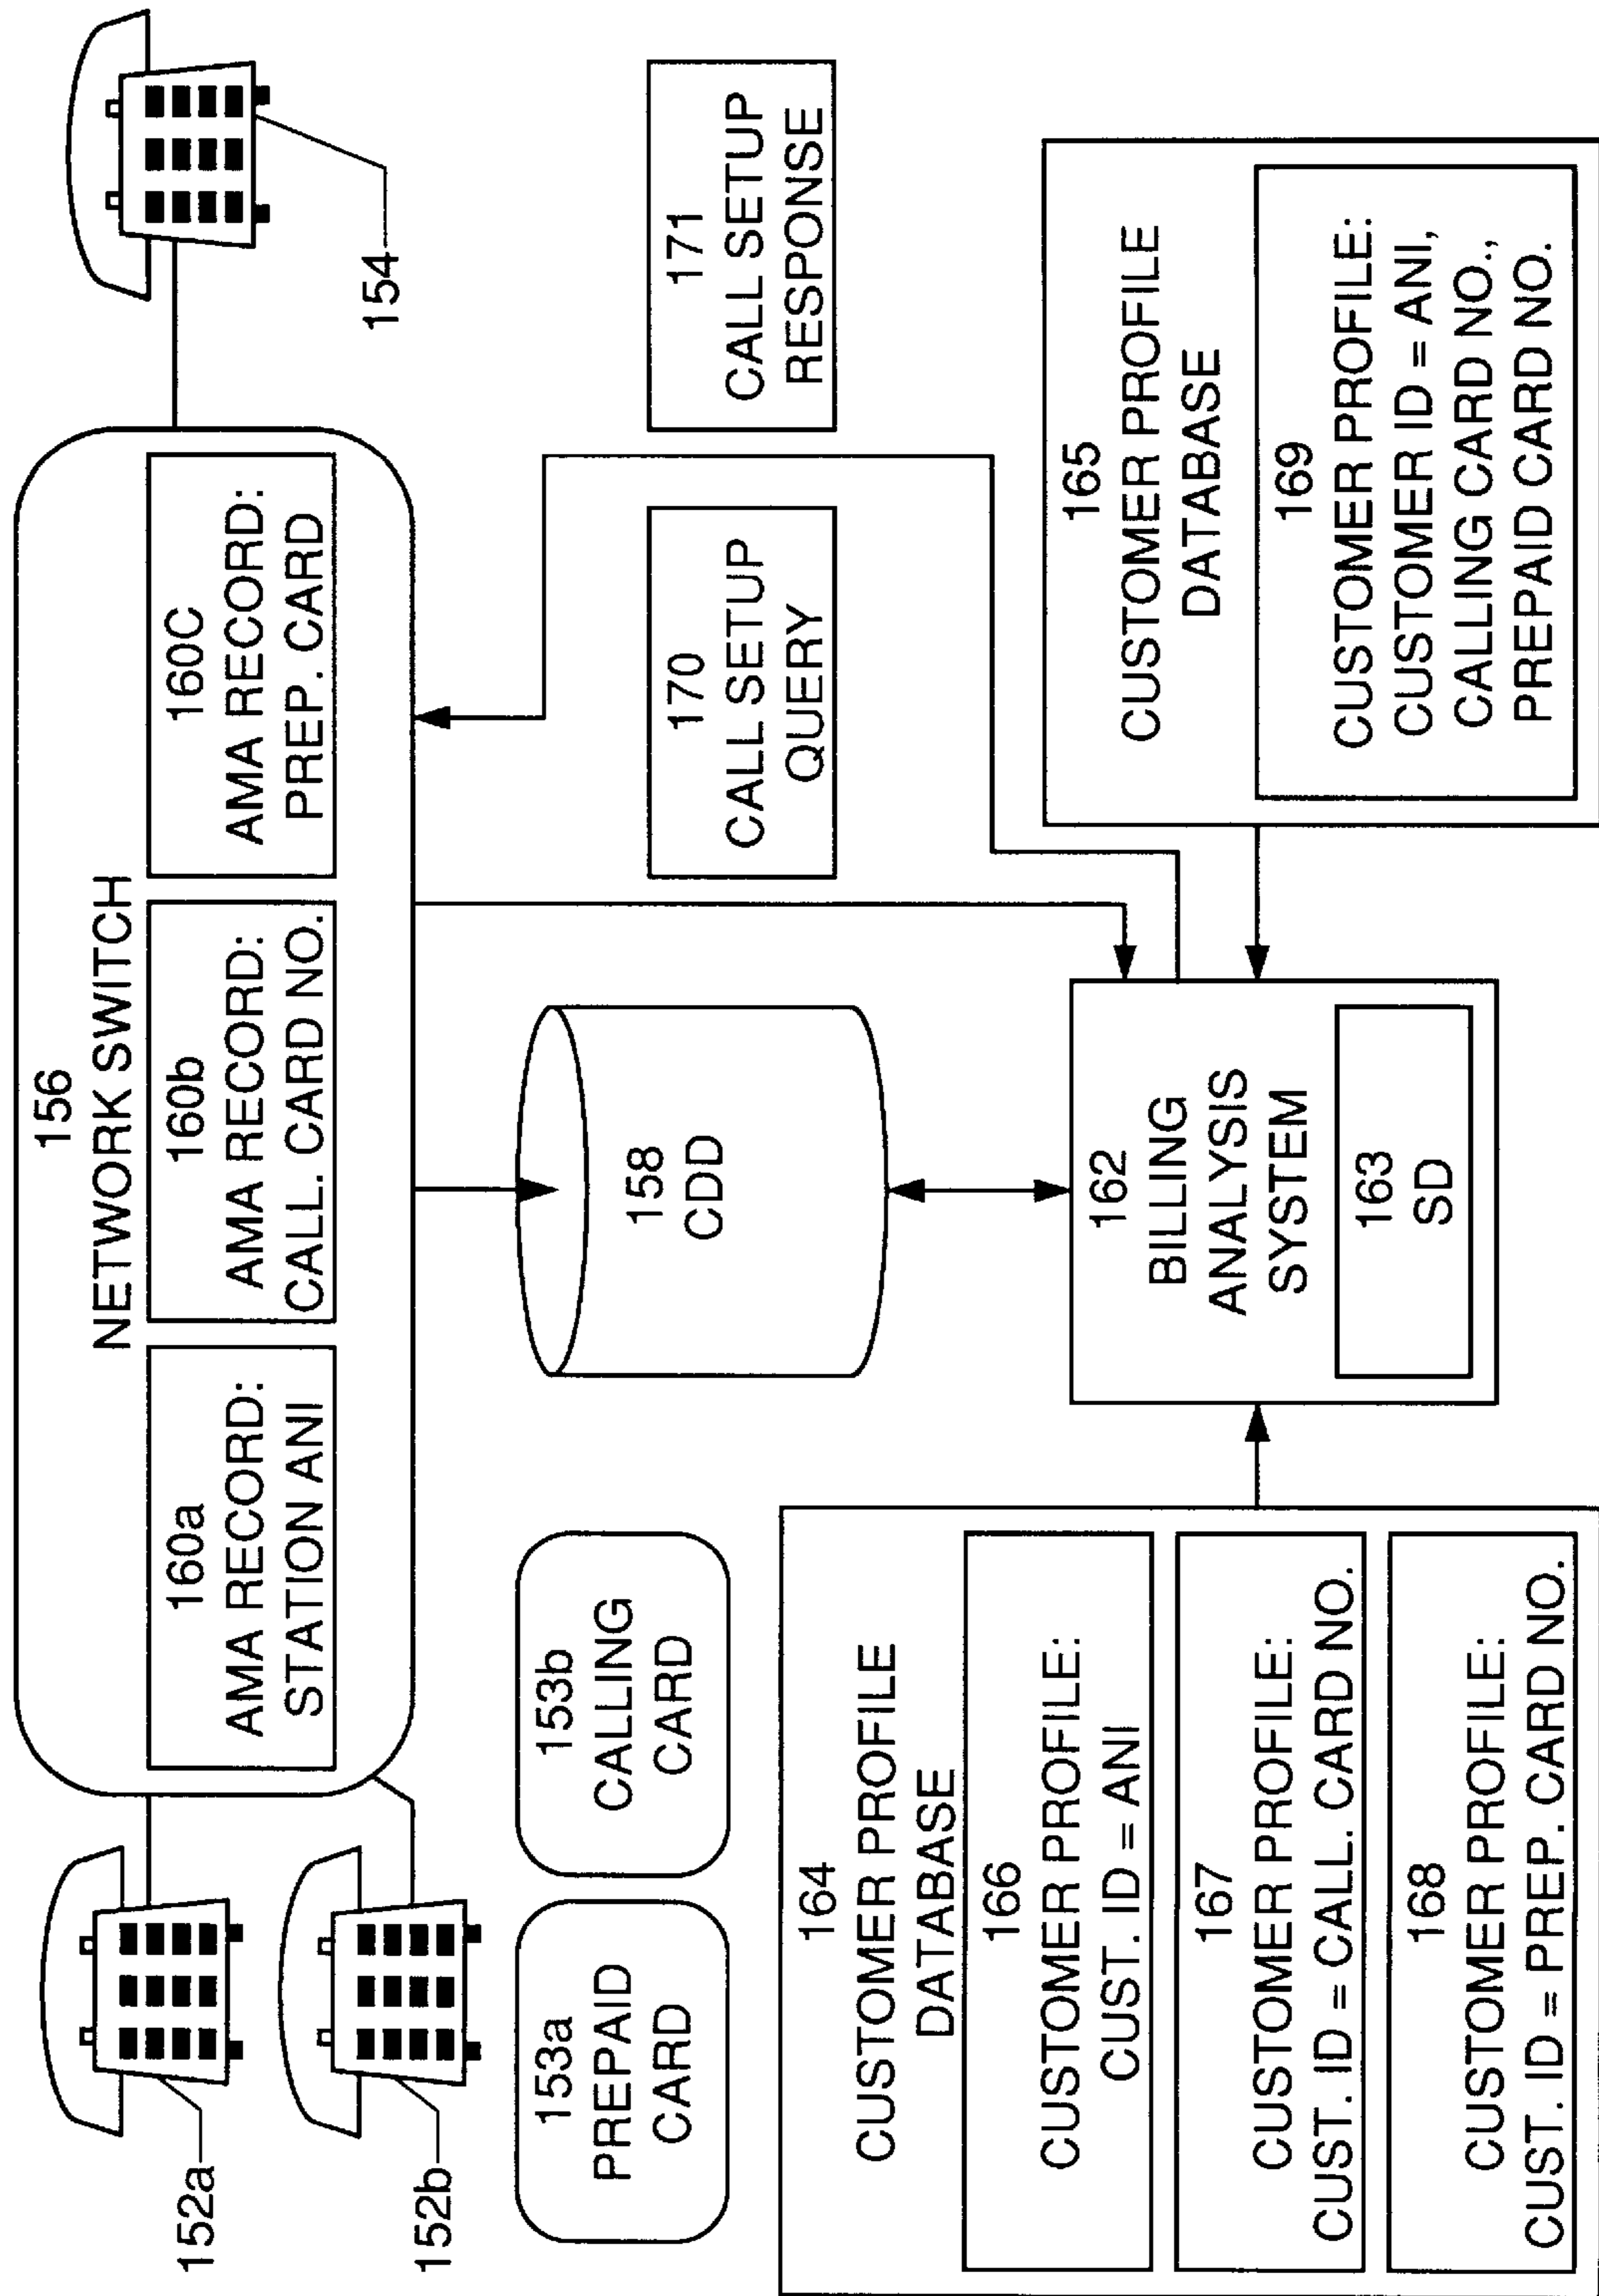 156
NETWORK SWITCH
160a
AMA RECORD:
STATION ANI
160b
AMA RECORD:
CALL. CARD NO.
160C
AMA RECORD:
PREP. CARD
152a
152b
154
153a
PREPAID
CARD
153b
CALLING
CARD
158
CDD
170
CALL SETUP
QUERY
171
CALL SETUP
RESPONSE
164
CUSTOMER PROFILE
DATABASE
166
CUSTOMER PROFILE:
CUST. ID = ANI
167
CUSTOMER PROFILE:
CUST. ID = CALL. CARD NO.
168
CUSTOMER PROFILE:
CUST. ID = PREP. CARD NO.
162
BILLING
ANALYSIS
SYSTEM
163
SD
165
CUSTOMER PROFILE
DATABASE
169
CUSTOMER PROFILE:
CUSTOMER ID = ANI,
CALLING CARD NO.,
PREPAID CARD NO.